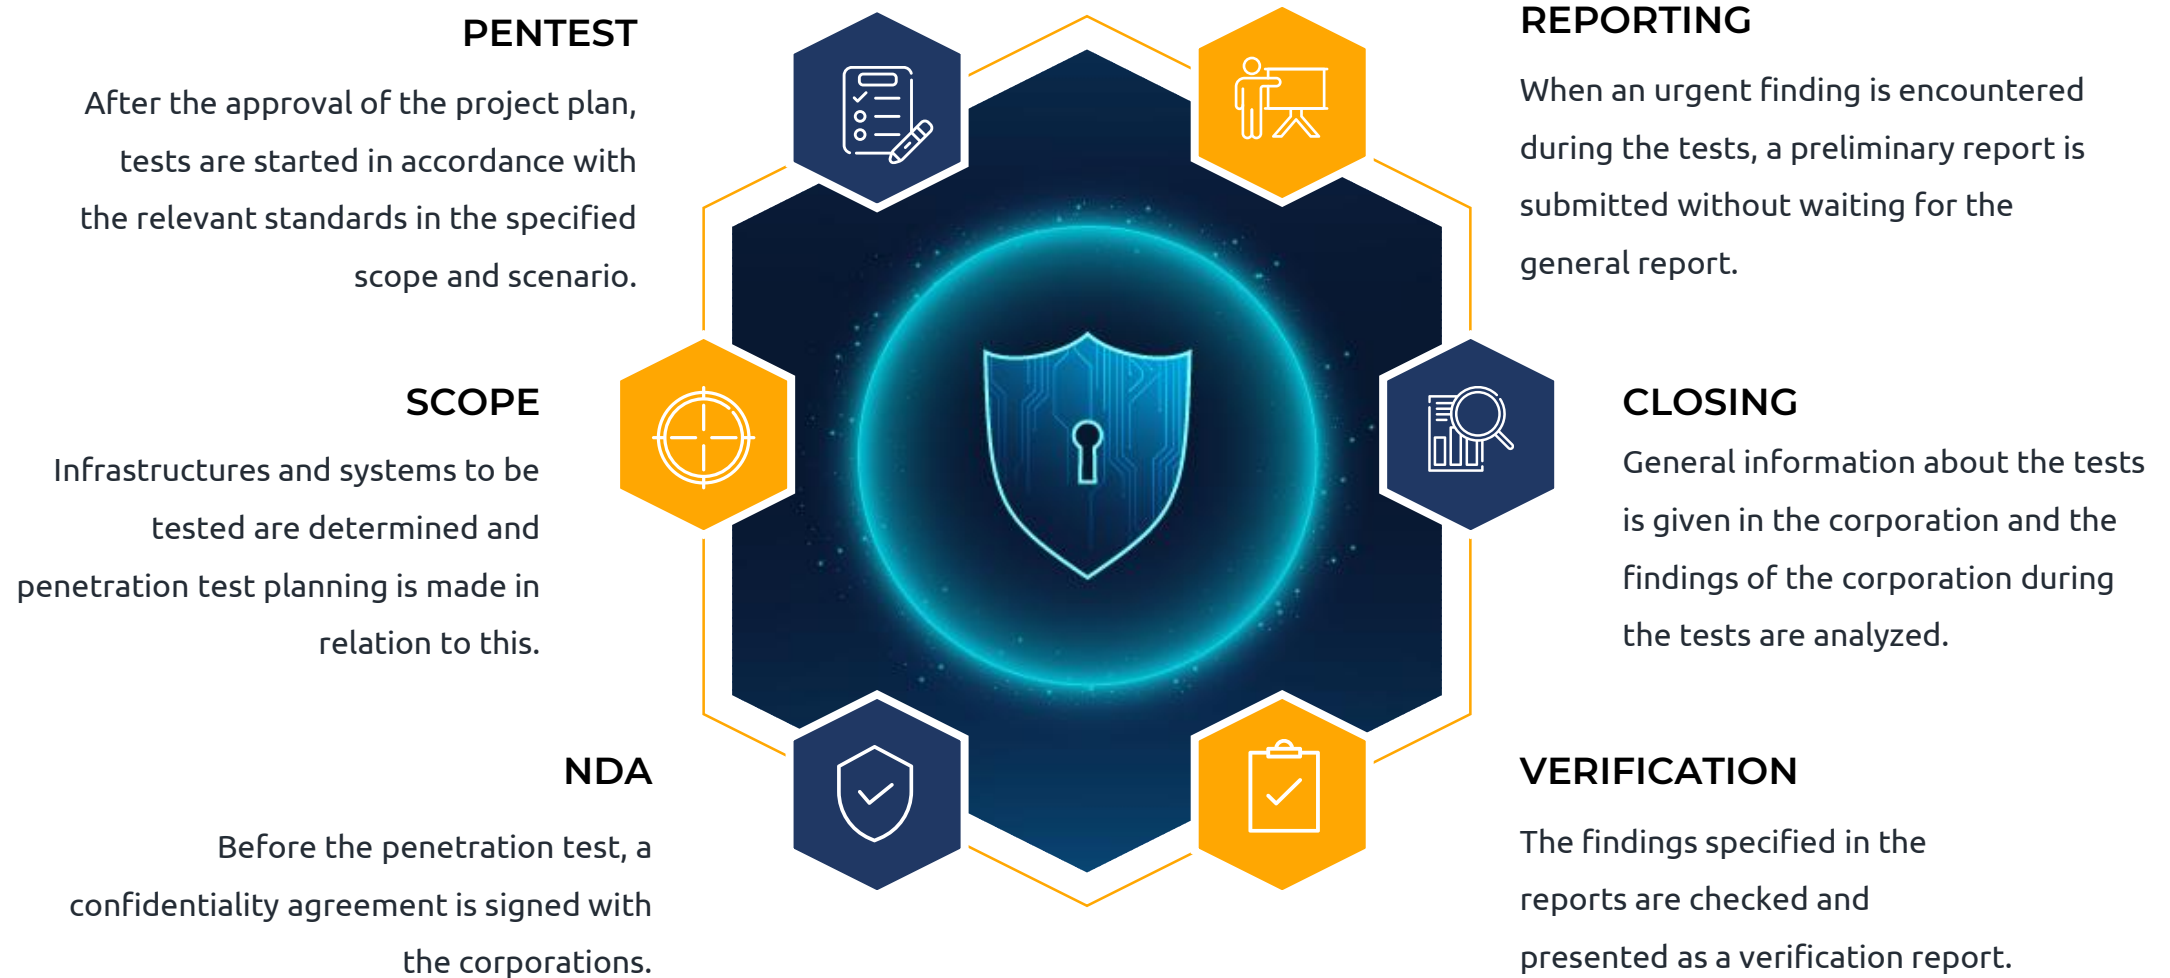 PENTEST
After the approval of the project plan,
tests are started in accordance with
the relevant standards in the specified
scope and scenario.
SCOPE
Infrastructures and systems to be
tested are determined and
penetration test planning is made in
relation to this.
NDA
Before the penetration test, a
confidentiality agreement is signed with
the corporations.
REPORTING
When an urgent finding is encountered
during the tests, a preliminary report is
submitted without waiting for the
general report.
CLOSING
General information about the tests
is given in the corporation and the
findings of the corporation during
the tests are analyzed.
VERIFICATION
The findings specified in the
reports are checked and
presented as a verification report.